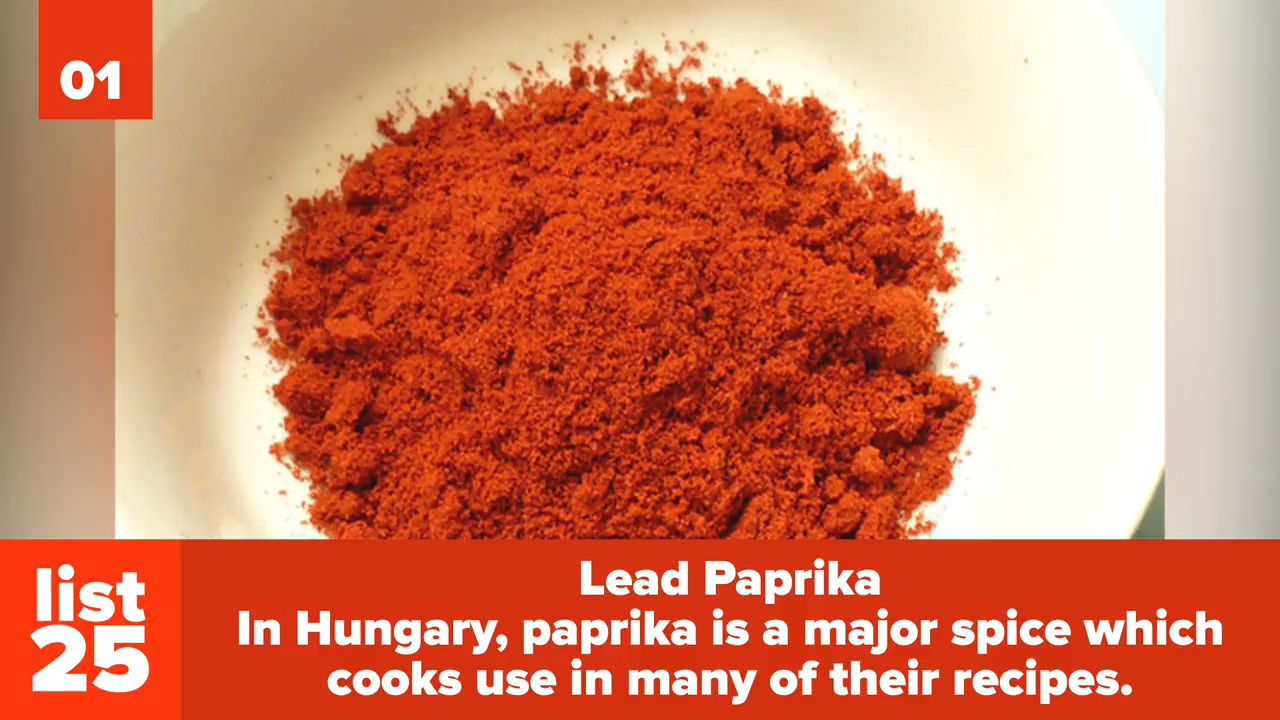 01
list
25
Lead Paprika
In Hungary, paprika is a major spice which
cooks use in many of their recipes.